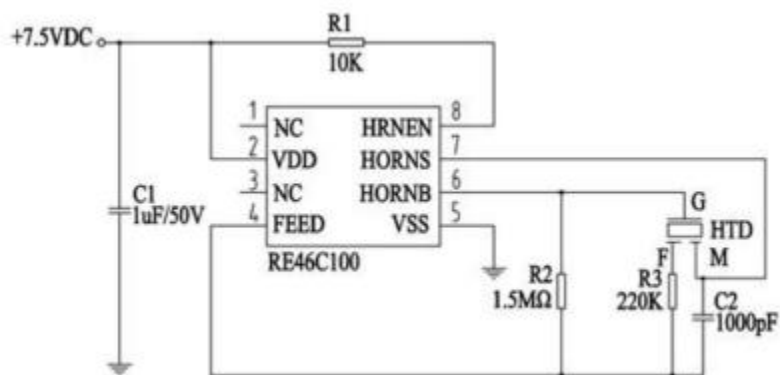 R1
+7.5VDC
10K
1 NC HRNEN 8
2 VDD HORNS 7
3 NC HORNB 6
4 FEED VSS 5
RE46C100
C1
1uF/50V
G
HTD
F M
R2
1.5MΩ
R3
220K
C2
1000pF